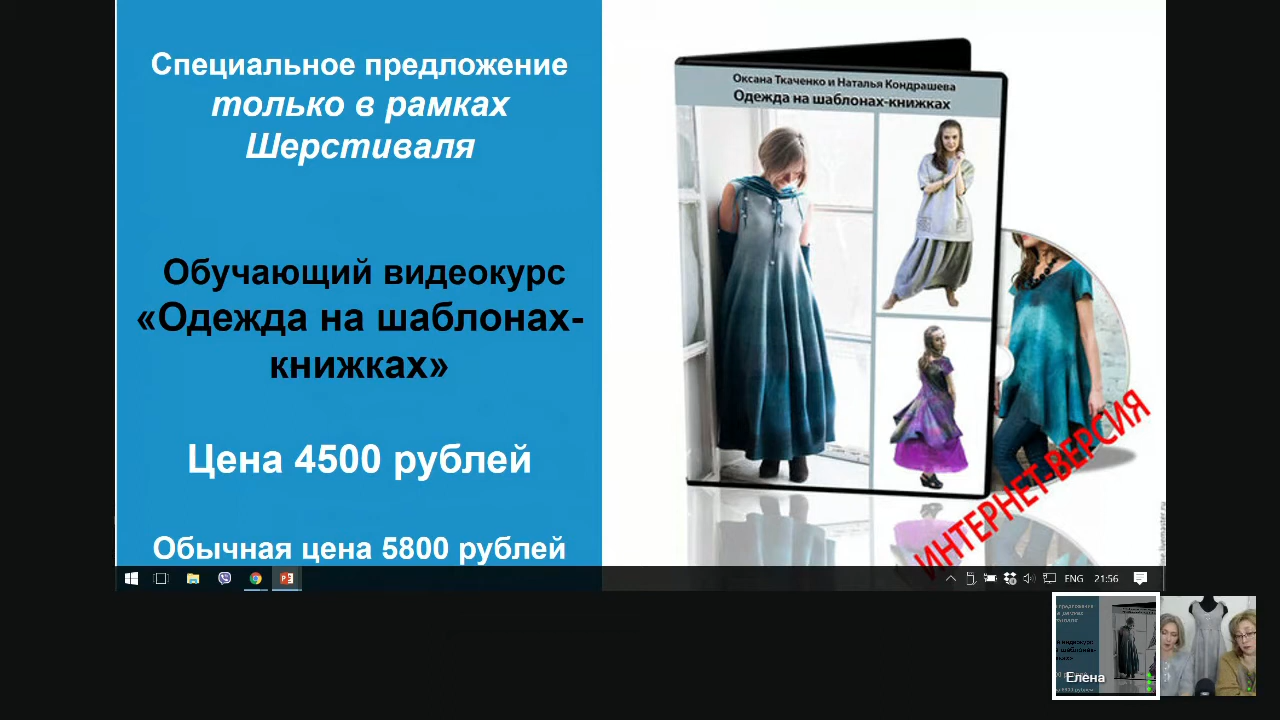 Специальное предложение
только в рамках
Шерстиваля
Обучающий видеокурс
«Одежда на шаблонах-
книжках»
Цена 4500 рублей
Обычная цена 5800 рублей
Оксана Ткаченко и Наталья Кондрашева
Одежда на шаблонах-книжках
ИНТЕРНЕТ-ВЕРСИЯ
ENG
21:56
Елена